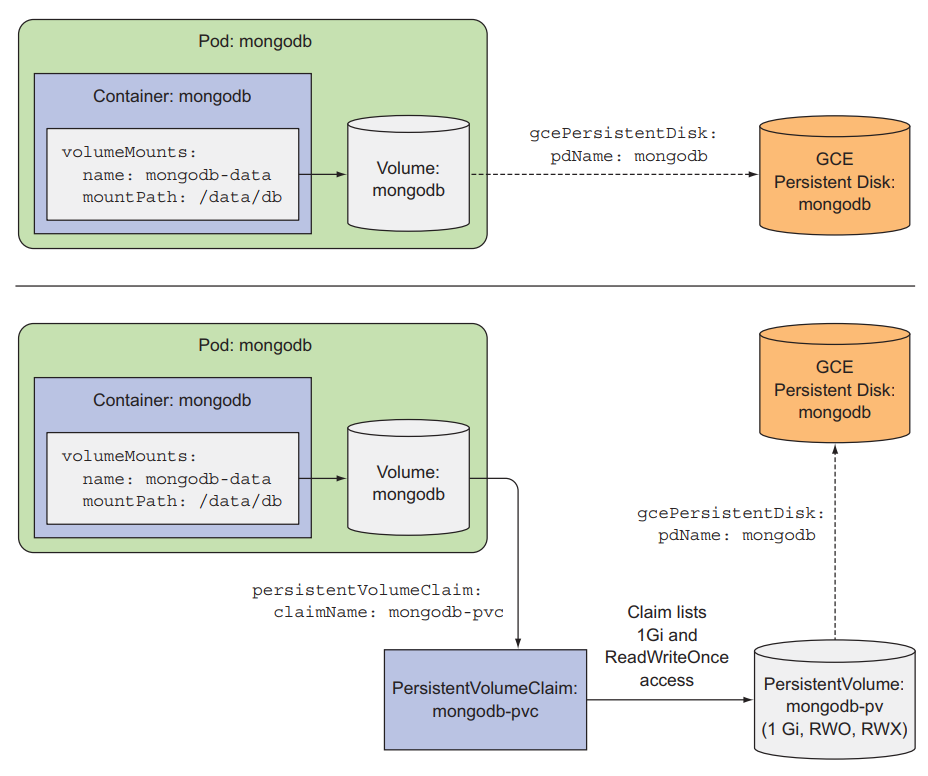 Pod: mongodb
Container: mongodb
volumeMounts:
name: mongodb-data
mountPath: /data/db
Volume:
mongodb
gcePersistentDisk:
pdName: mongodb
GCE
Persistent Disk:
mongodb
Pod: mongodb
Container: mongodb
volumeMounts:
name: mongodb-data
mountPath: /data/db
Volume:
mongodb
GCE
Persistent Disk:
mongodb
gcePersistentDisk:
pdName: mongodb
persistentVolumeClaim:
claimName: mongodb-pvc
Claim lists
1Gi and
ReadWriteOnce
access
PersistentVolumeClaim:
mongodb-pvc
PersistentVolume:
mongodb-pv
(1 Gi, RWO, RWX)